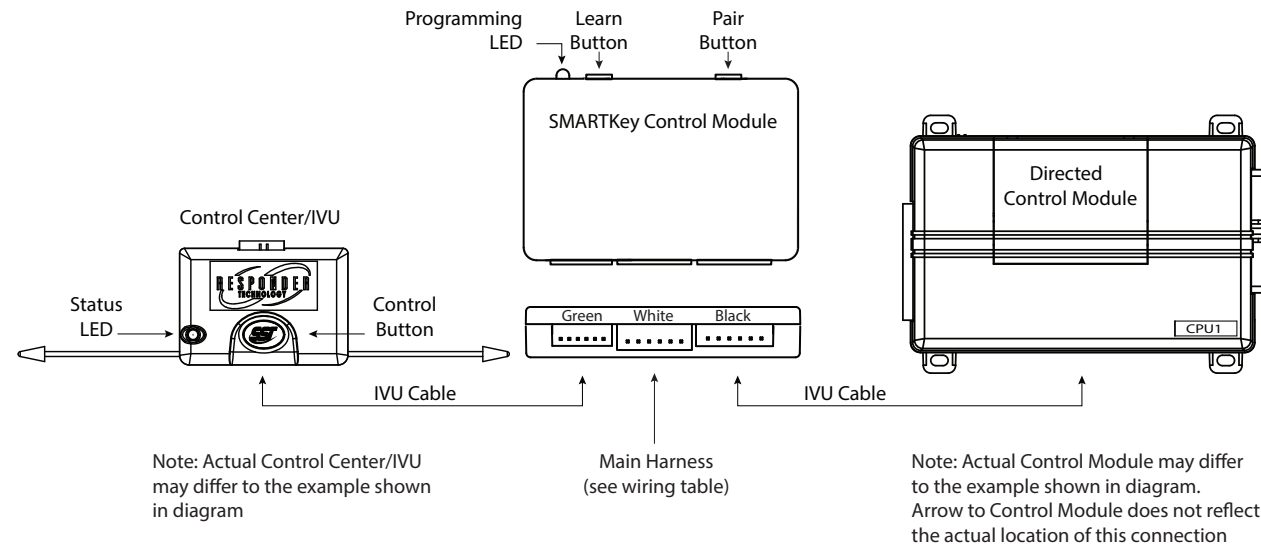 Programming
LED
Learn
Button
Pair
Button
SMARTKey Control Module
Directed
Control Module
CPU1
Control Center/IVU
RESPONDER
TECHNOLOGY
SST
Status
LED
Control
Button
Green
White
Black
IVU Cable
IVU Cable
Note: Actual Control Center/IVU
may differ to the example shown
in diagram
Main Harness
(see wiring table)
Note: Actual Control Module may differ
to the example shown in diagram.
Arrow to Control Module does not reflect
the actual location of this connection